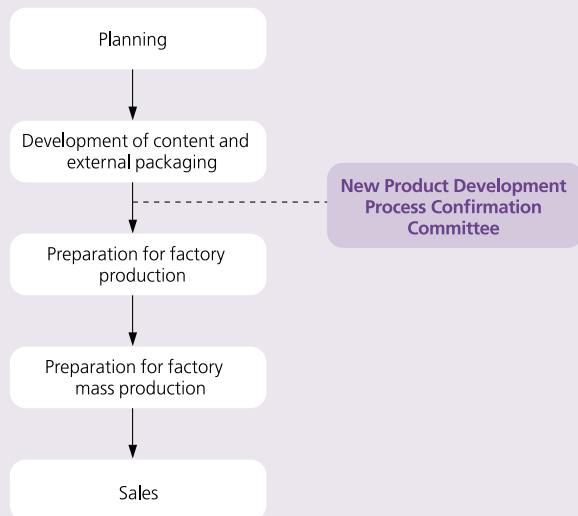 Planning
Development of content and
external packaging
New Product Development
Process Confirmation
Committee
Preparation for factory
production
Preparation for factory
mass production
Sales